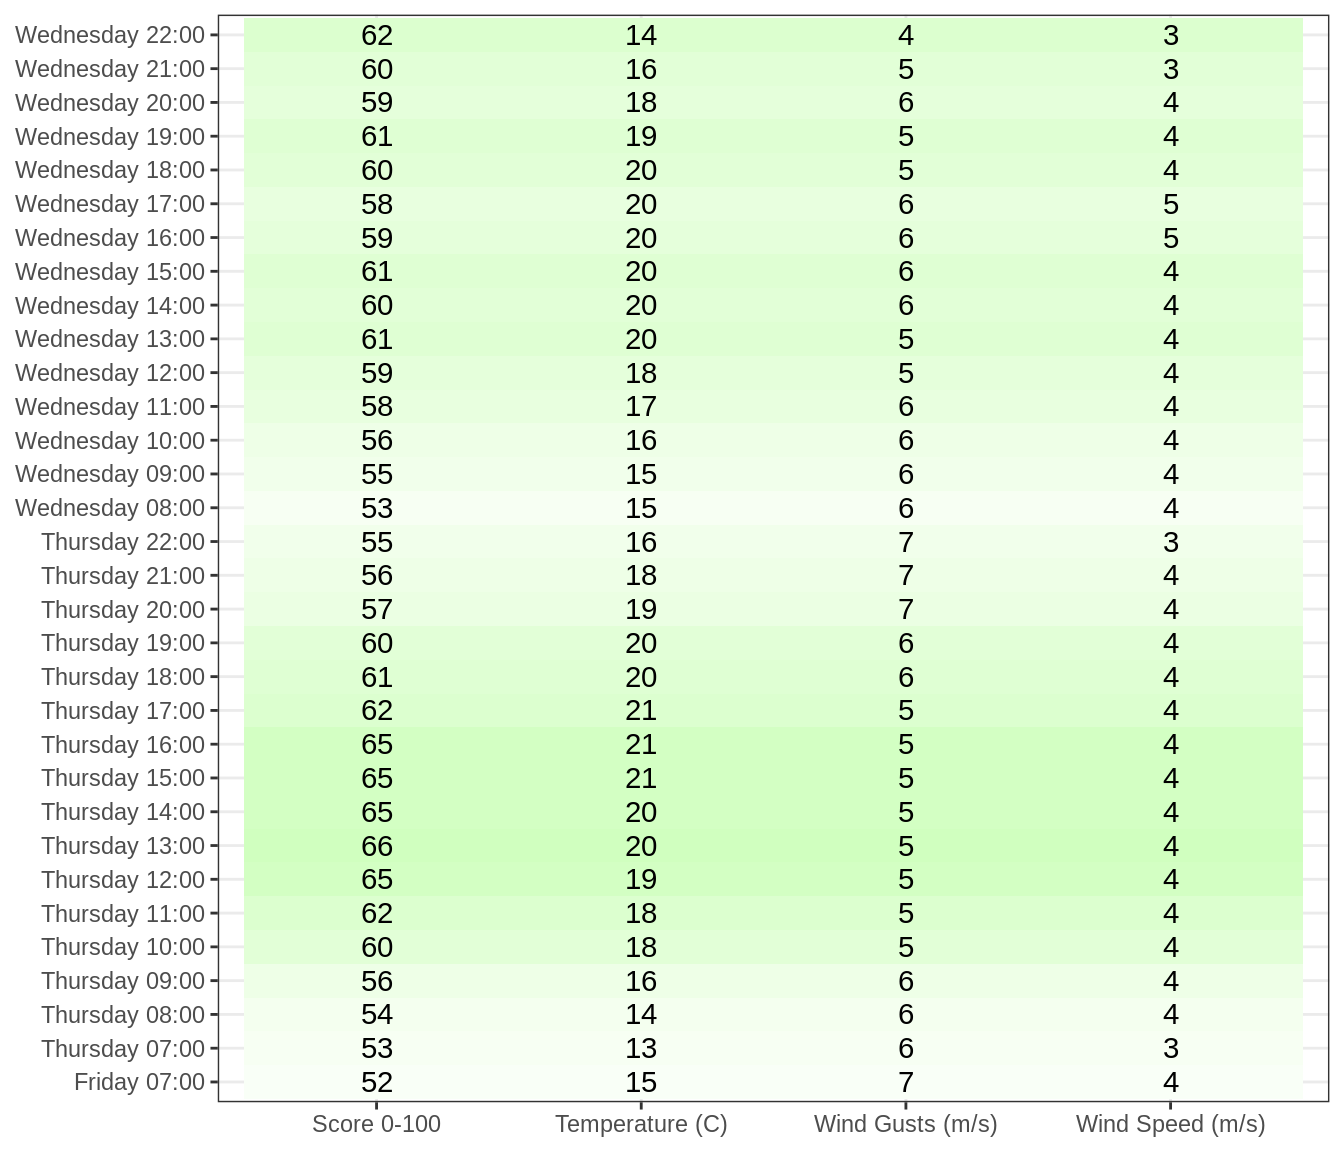 Wednesday 22:00 62 14 4 3
Wednesday 21:00 60 16 5 3
Wednesday 20:00 59 18 6 4
Wednesday 19:00 61 19 5 4
Wednesday 18:00 60 20 5 4
Wednesday 17:00 58 20 6 5
Wednesday 16:00 59 20 6 5
Wednesday 15:00 61 20 6 4
Wednesday 14:00 60 20 6 4
Wednesday 13:00 61 20 5 4
Wednesday 12:00 59 18 5 4
Wednesday 11:00 58 17 6 4
Wednesday 10:00 56 16 6 4
Wednesday 09:00 55 15 6 4
Wednesday 08:00 53 15 6 4
Thursday 22:00 55 16 7 3
Thursday 21:00 56 18 7 4
Thursday 20:00 57 19 7 4
Thursday 19:00 60 20 6 4
Thursday 18:00 61 20 6 4
Thursday 17:00 62 21 5 4
Thursday 16:00 65 21 5 4
Thursday 15:00 65 21 5 4
Thursday 14:00 65 20 5 4
Thursday 13:00 66 20 5 4
Thursday 12:00 65 19 5 4
Thursday 11:00 62 18 5 4
Thursday 10:00 60 18 5 4
Thursday 09:00 56 16 6 4
Thursday 08:00 54 14 6 4
Thursday 07:00 53 13 6 3
Friday 07:00 52 15 7 4
Score 0-100 Temperature (C) Wind Gusts (m/s) Wind Speed (m/s)